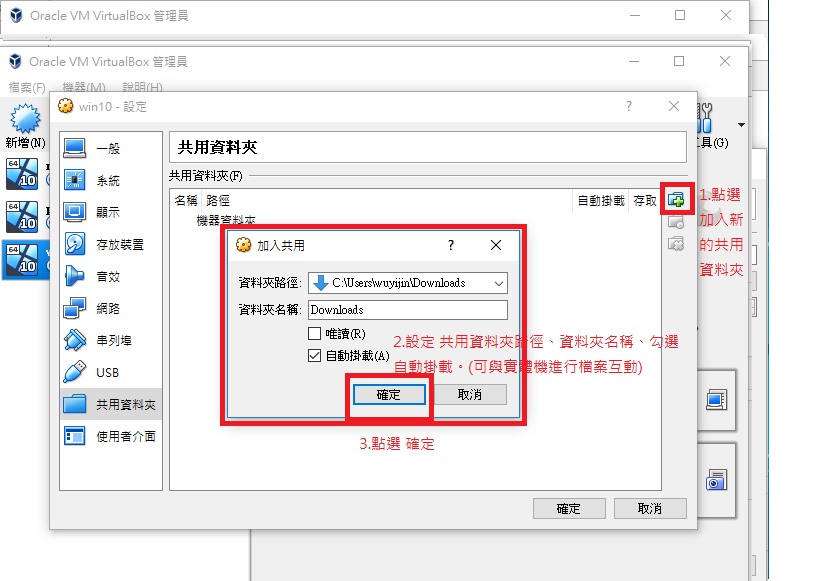 Oracle VM VirtualBox 管理員
Oracle VM VirtualBox 管理員
檔案(F) 機器(M) 說明(H)
win10 - 設定
?
新增(N)
具(G)
64
10
64
10
64
10
一般
系統
顯示
存放裝置
音效
網路
串列埠
USB
共用資料夾
使用者介面
共用資料夾
共用資料夾(F)
名稱 路徑 自動掛載 存取
機器資料夾
加入共用 ?
資料夾路徑: C:\Users\wuyijin\Downloads
資料夾名稱: Downloads
唯讀(R)
自動掛載(A)
確定 取消
1.點選
加入新
的共用
資料夾
2.設定 共用資料夾路徑、資料夾名稱、勾選
自動掛載。(可與實體機進行檔案互動)
3.點選 確定
確定 取消